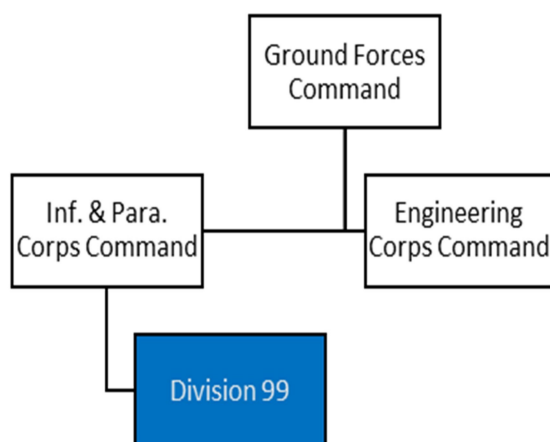 Ground Forces
Command
Inf. & Para.
Corps Command
Engineering
Corps Command
Division 99